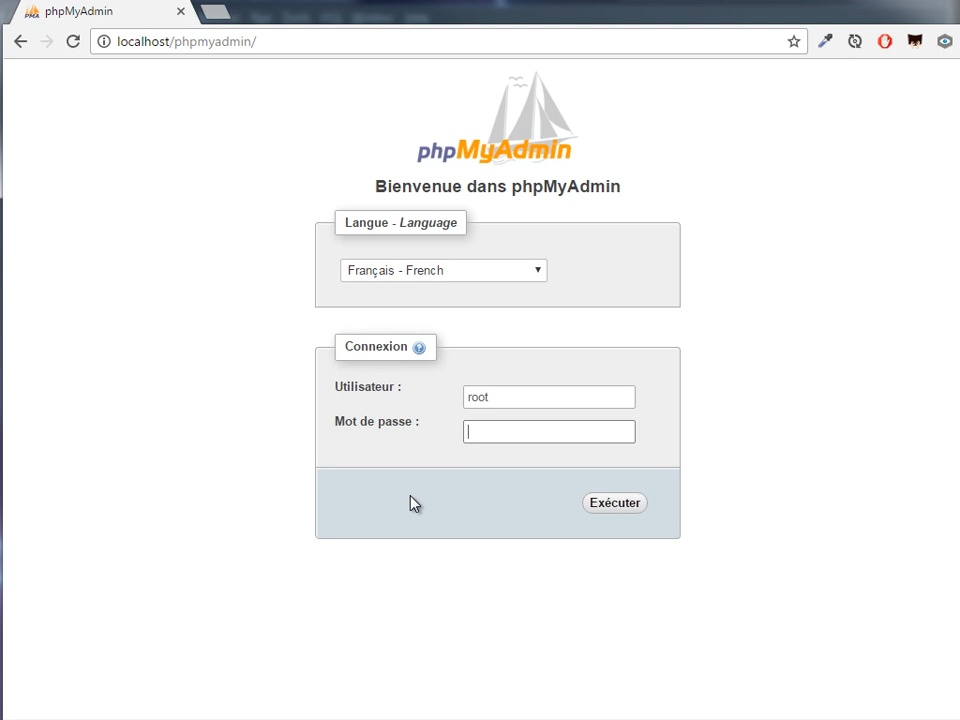 phpMyAdmin
localhost/phpmyadmin/
phpMyAdmin
Bienvenue dans phpMyAdmin
Langue - Language
Français - French
Connexion
Utilisateur :
root
Mot de passe :
Exécuter